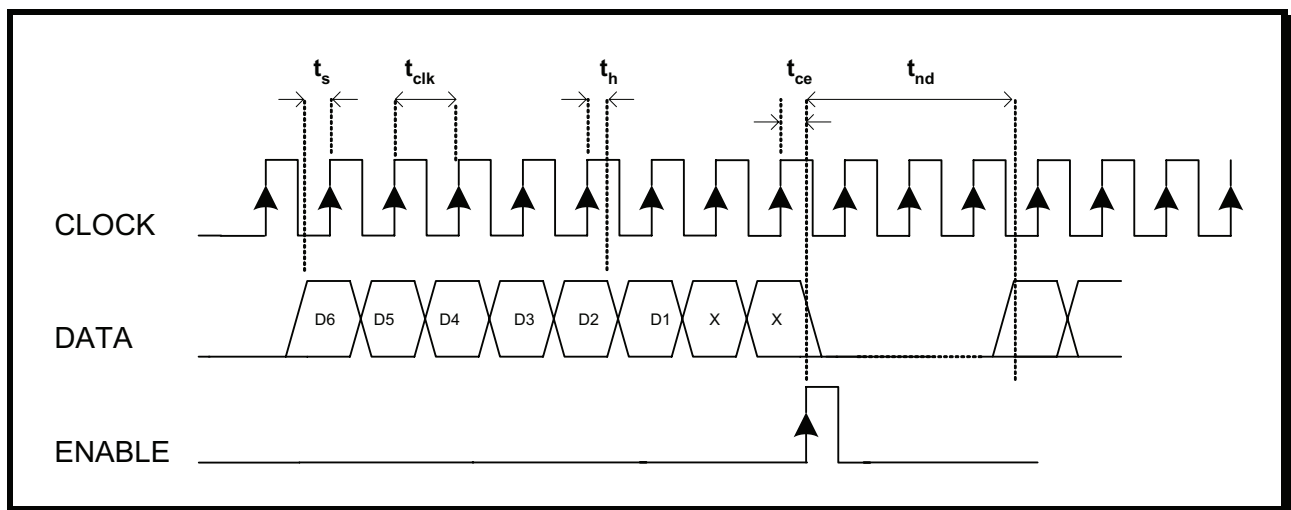 ts tclk th tce tnd
CLOCK
DATA D6 D5 D4 D3 D2 D1 X X
ENABLE